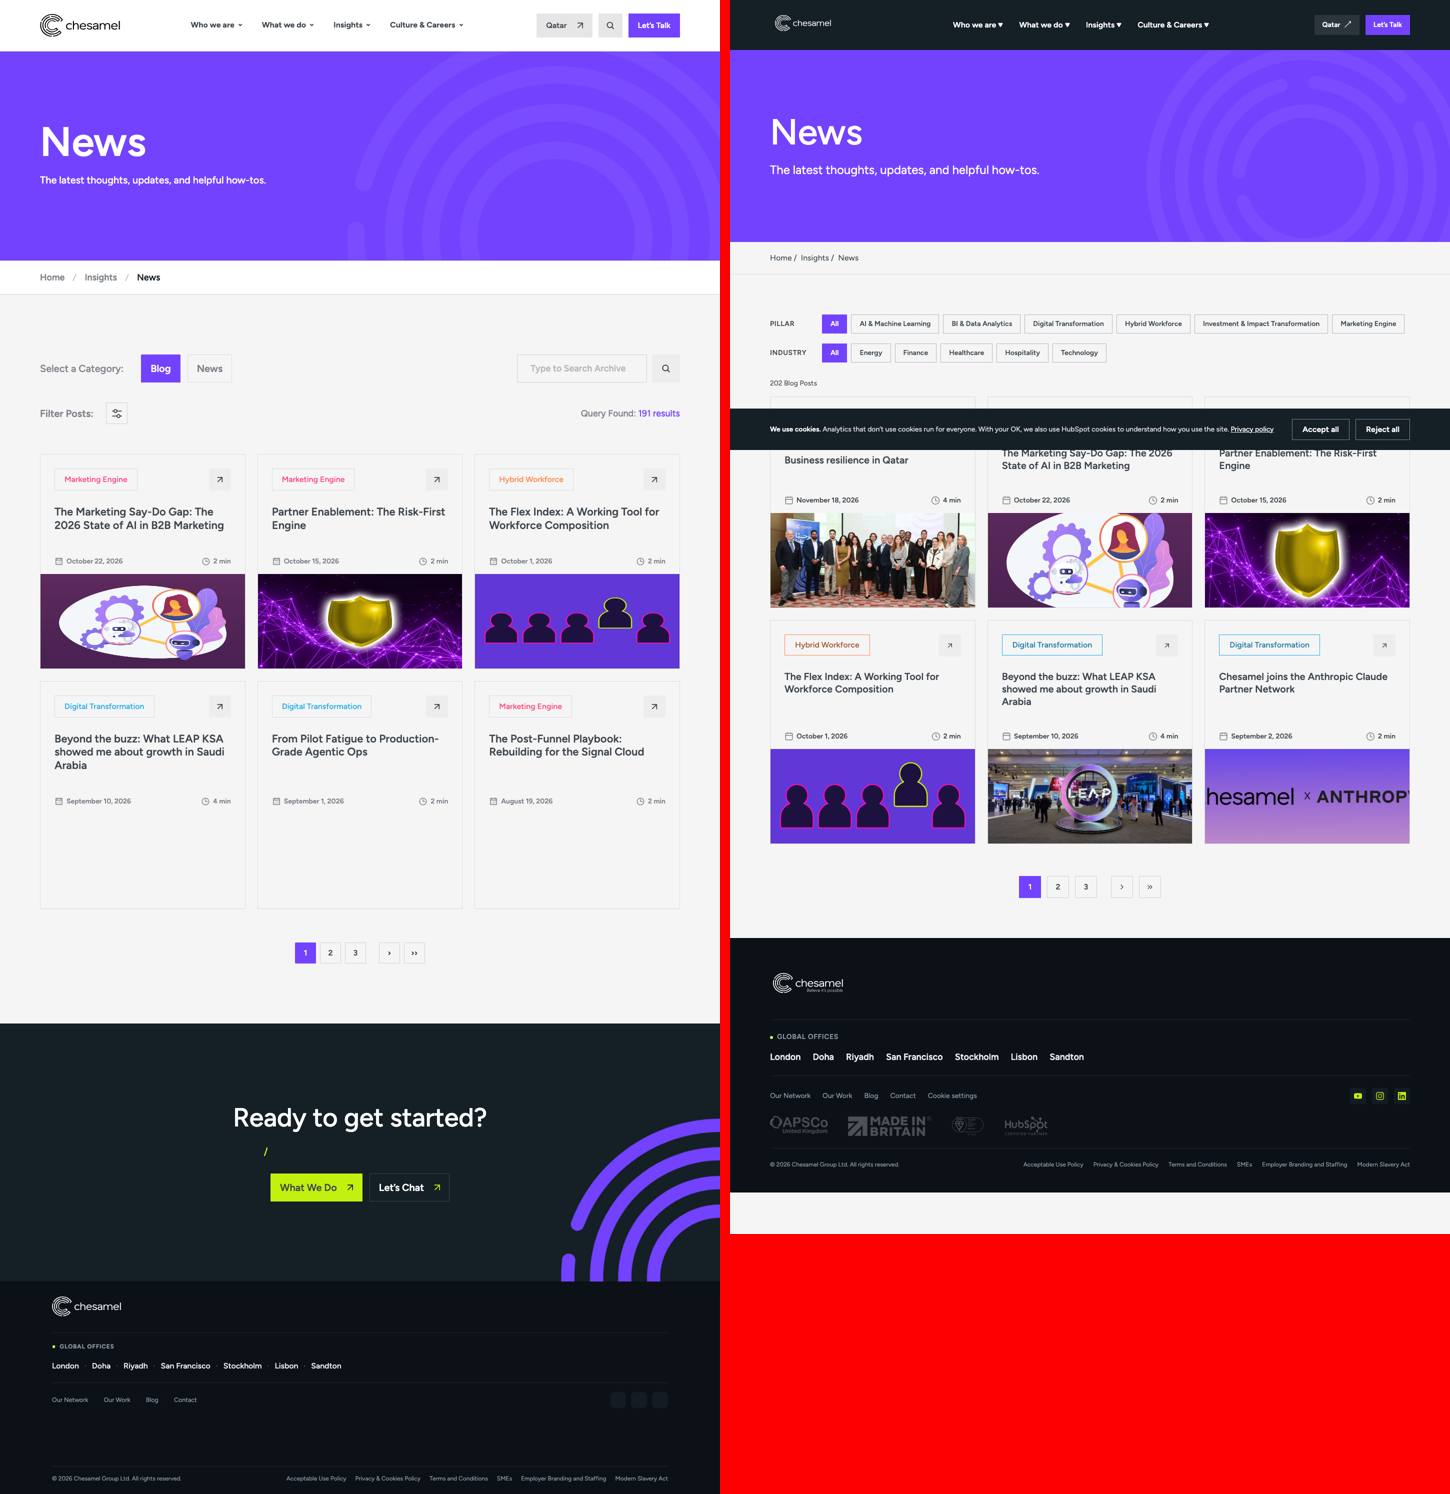 chesamel
Who we are
What we do
Insights
Culture & Careers
Qatar
Let's Talk
News
The latest thoughts, updates, and helpful how-tos.
Home / Insights / News
Select a Category:
Blog
News
Type to Search Archive
Filter Posts:
Query Found: 191 results
Marketing Engine
The Marketing Say-Do Gap: The
2026 State of AI in B2B Marketing
October 22, 2026
2 min
Marketing Engine
Partner Enablement: The Risk-First
Engine
October 15, 2026
2 min
Hybrid Workforce
The Flex Index: A Working Tool for
Workforce Composition
October 1, 2026
2 min
Digital Transformation
Beyond the buzz: What LEAP KSA
showed me about growth in Saudi
Arabia
September 10, 2026
4 min
Digital Transformation
From Pilot Fatigue to Production-
Grade Agentic Ops
September 1, 2026
2 min
Marketing Engine
The Post-Funnel Playbook:
Rebuilding for the Signal Cloud
August 19, 2026
2 min
1 2 3 › ››
Ready to get started?
/
What We Do
Let's Chat
chesamel
GLOBAL OFFICES
London · Doha · Riyadh · San Francisco · Stockholm · Lisbon · Sandton
Our Network Our Work Blog Contact
© 2026 Chesamel Group Ltd. All rights reserved.
Acceptable Use Policy Privacy & Cookies Policy Terms and Conditions SMEs Employer Branding and Staffing Modern Slavery Act
chesamel
Who we are ▾
What we do ▾
Insights ▾
Culture & Careers ▾
Qatar
Let's Talk
News
The latest thoughts, updates, and helpful how-tos.
Home / Insights / News
PILLAR
All
AI & Machine Learning
BI & Data Analytics
Digital Transformation
Hybrid Workforce
Investment & Impact Transformation
Marketing Engine
INDUSTRY
All
Energy
Finance
Healthcare
Hospitality
Technology
202 Blog Posts
We use cookies. Analytics that don't use cookies run for everyone. With your OK, we also use HubSpot cookies to understand how you use the site. Privacy policy
Accept all
Reject all
Business resilience in Qatar
November 18, 2026
4 min
The Marketing Say-Do Gap: The 2026
State of AI in B2B Marketing
October 22, 2026
2 min
Partner Enablement: The Risk-First
Engine
October 15, 2026
2 min
Hybrid Workforce
The Flex Index: A Working Tool for
Workforce Composition
October 1, 2026
2 min
Digital Transformation
Beyond the buzz: What LEAP KSA
showed me about growth in Saudi
Arabia
September 10, 2026
4 min
LEAP
Digital Transformation
Chesamel joins the Anthropic Claude
Partner Network
September 2, 2026
2 min
hesamel x ANTHROP
1 2 3 › »
chesamel
Believe it's possible
GLOBAL OFFICES
London Doha Riyadh San Francisco Stockholm Lisbon Sandton
Our Network Our Work Blog Contact Cookie settings
APSCo
United Kingdom
MADE IN
BRITAIN
HubSpot
CERTIFIED PARTNER
© 2026 Chesamel Group Ltd. All rights reserved.
Acceptable Use Policy Privacy & Cookies Policy Terms and Conditions SMEs Employer Branding and Staffing Modern Slavery Act